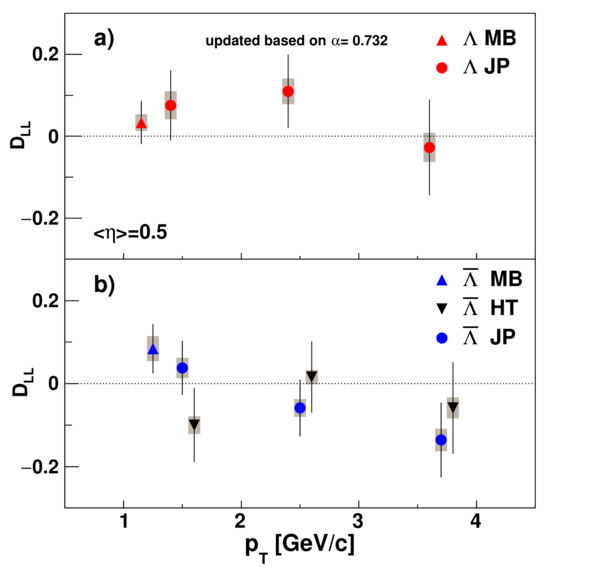 a)
updated based on α= 0.732
Λ MB
Λ JP
0.2
0
−0.2
D_LL
<η>=0.5
b)
Λ̅ MB
Λ̅ HT
Λ̅ JP
0.2
0
−0.2
D_LL
1 2 3 4
p_T [GeV/c]